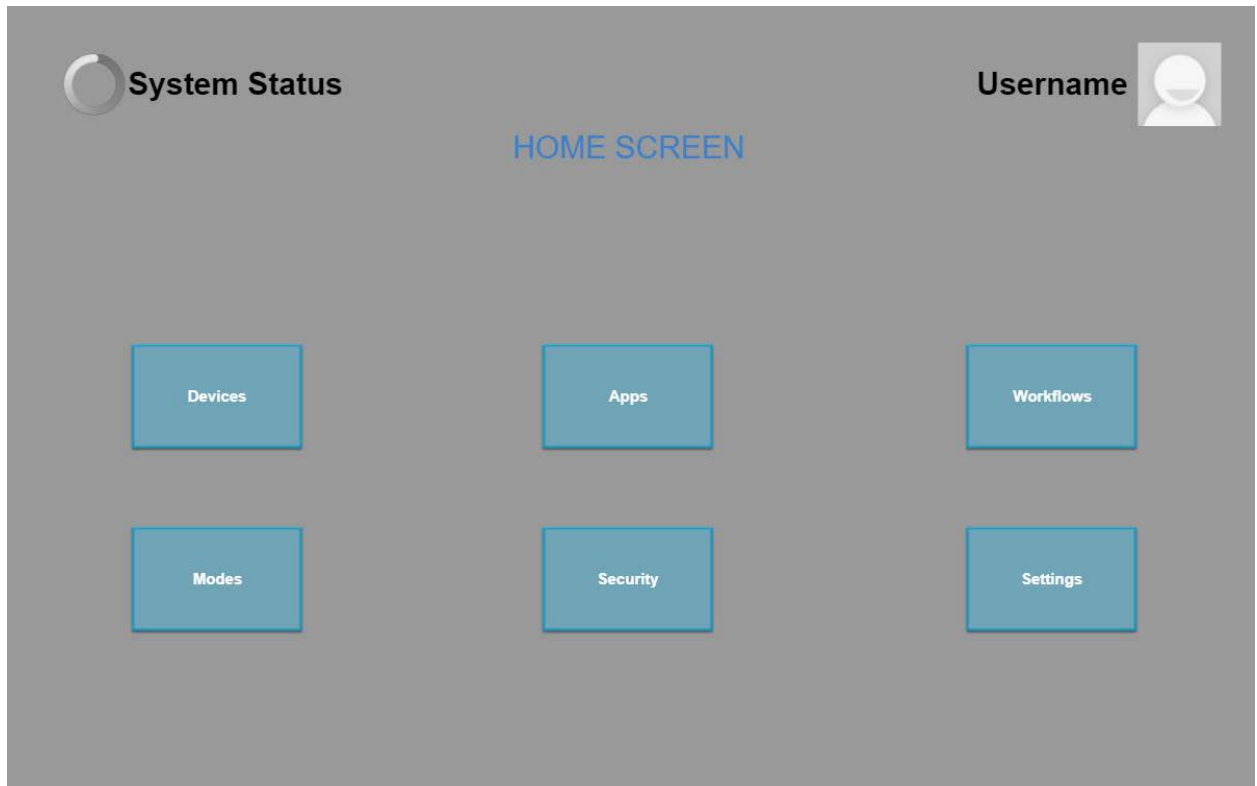 System Status
Username
HOME SCREEN
Devices
Apps
Workflows
Modes
Security
Settings